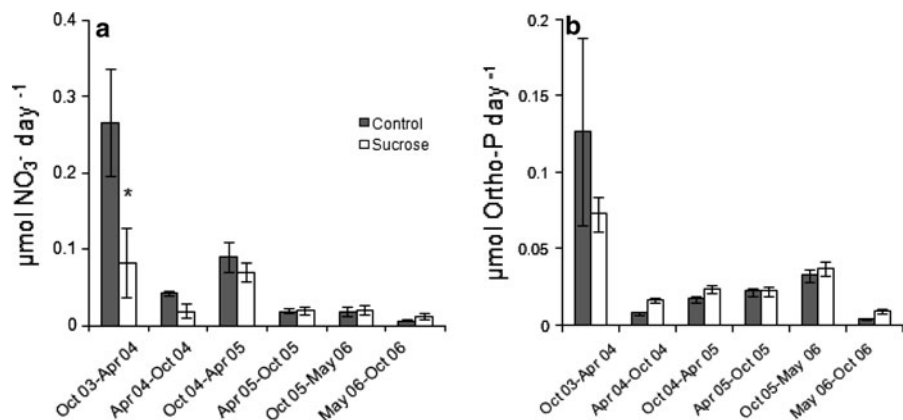 a
µmol NO₃⁻ day ⁻¹
0.4
0.3
0.2
0.1
0
Control
Sucrose
*
Oct 03-Apr 04
Apr 04-Oct 04
Oct 04-Apr 05
Apr 05-Oct 05
Oct 05-May 06
May 06-Oct 06
b
µmol Ortho-P day ⁻¹
0.2
0.15
0.1
0.05
0
Oct 03-Apr 04
Apr 04-Oct 04
Oct 04-Apr 05
Apr 05-Oct 05
Oct 05-May 06
May 06-Oct 06